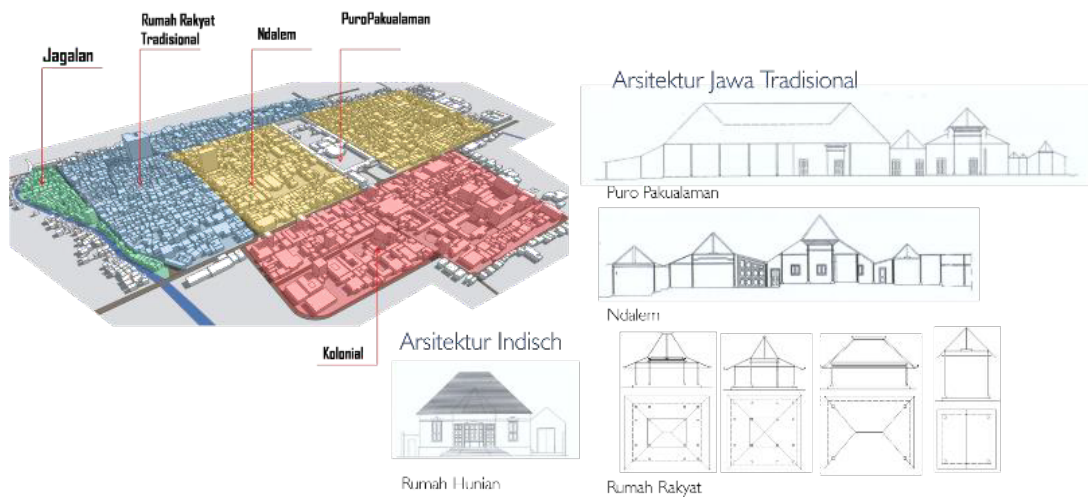 Jagalan
Rumah Rakyat
Tradisional
Ndalem
PuroPakualaman
Kolonial
Arsitektur Jawa Tradisional
Puro Pakualaman
Ndalem
Rumah Rakyat
Arsitektur Indisch
Rumah Hunian